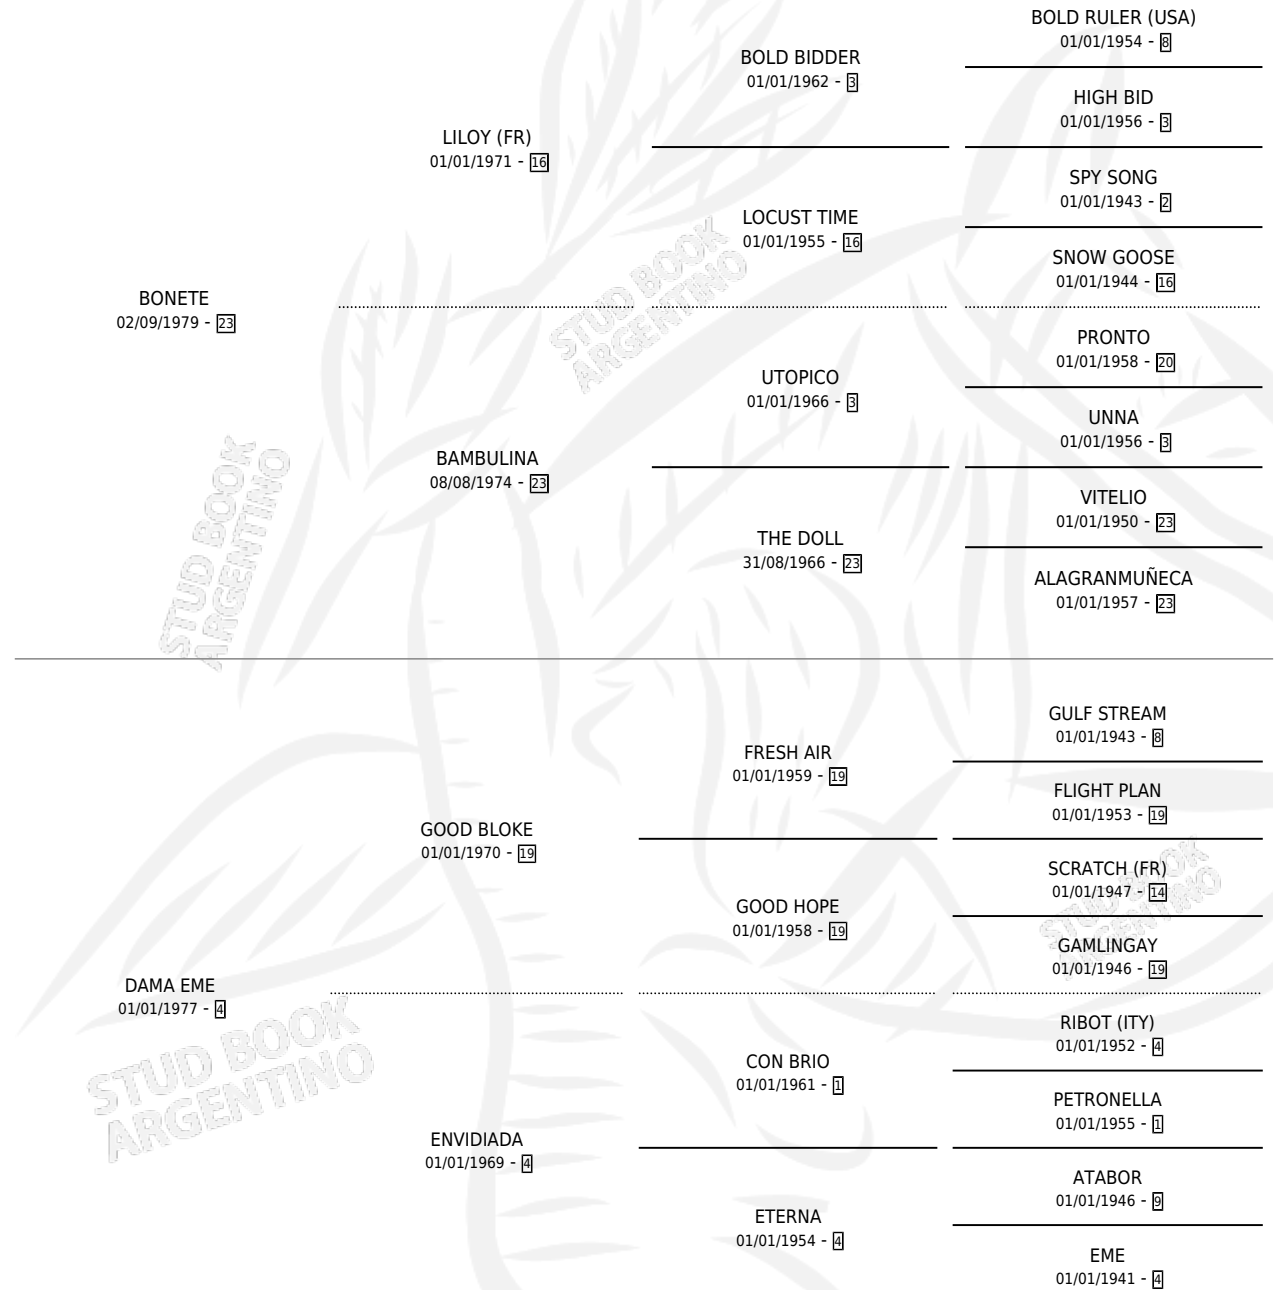 BOLD RULER (USA)
01/01/1954 - 8
BOLD BIDDER
01/01/1962 - 3
HIGH BID
01/01/1956 - 3
LILOY (FR)
01/01/1971 - 16
SPY SONG
01/01/1943 - 2
LOCUST TIME
01/01/1955 - 16
SNOW GOOSE
01/01/1944 - 16
BONETE
02/09/1979 - 23
PRONTO
01/01/1958 - 20
UTOPICO
01/01/1966 - 3
UNNA
01/01/1956 - 3
BAMBULINA
08/08/1974 - 23
VITELIO
01/01/1950 - 23
THE DOLL
31/08/1966 - 23
ALAGRANMUÑECA
01/01/1957 - 23
STUD BOOK
ARGENTINO
STUD BOOK
ARGENTINO
GULF STREAM
01/01/1943 - 8
FRESH AIR
01/01/1959 - 19
FLIGHT PLAN
01/01/1953 - 19
GOOD BLOKE
01/01/1970 - 19
SCRATCH (FR)
01/01/1947 - 14
GOOD HOPE
01/01/1958 - 19
GAMLINGAY
01/01/1946 - 19
STUD BOOK
ARGENTINO
DAMA EME
01/01/1977 - 4
RIBOT (ITY)
01/01/1952 - 4
CON BRIO
01/01/1961 - 1
PETRONELLA
01/01/1955 - 1
ENVIDIADA
01/01/1969 - 4
ATABOR
01/01/1946 - 9
ETERNA
01/01/1954 - 4
EME
01/01/1941 - 4
STUD BOOK
ARGENTINO